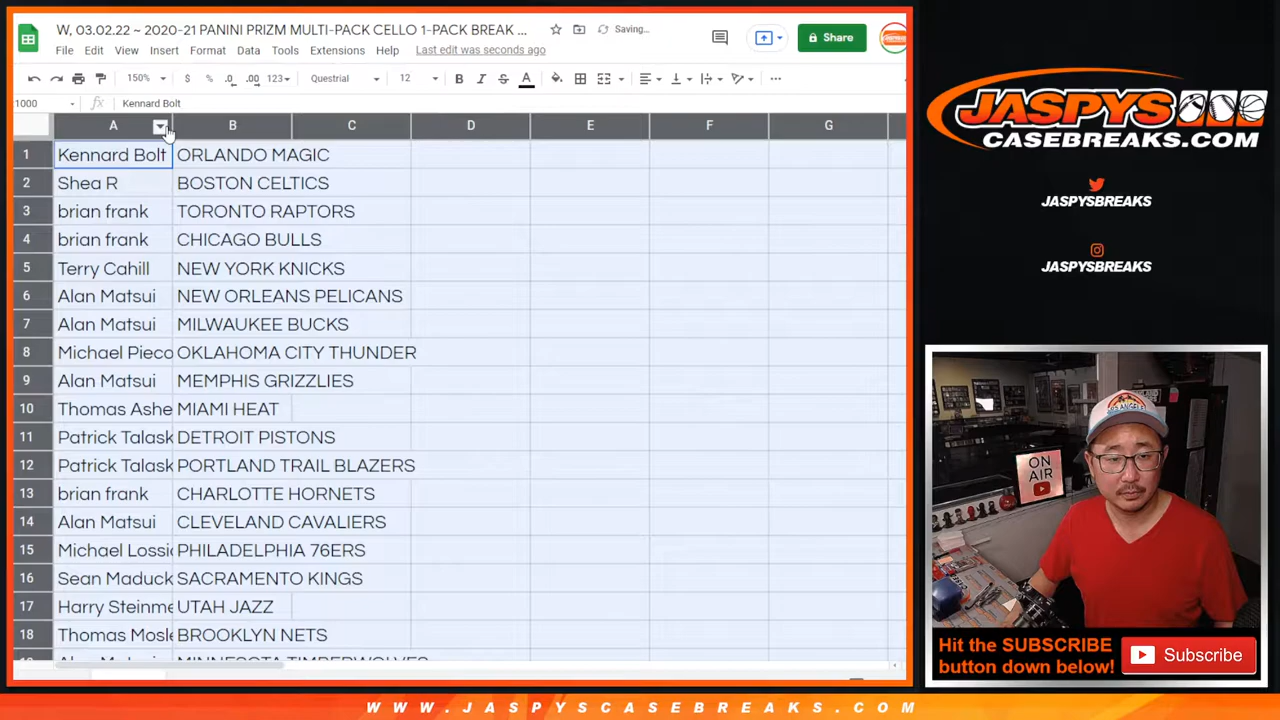 W, 03.02.22 ~ 2020-21 PANINI PRIZM MULTI-PACK CELLO 1-PACK BREAK ...
Saving...
Share
File Edit View Insert Format Data Tools Extensions Help Last edit was seconds ago
150% $ % .0 .00 123 Questrial 12 B I S A
1000 fx Kennard Bolt
A B C D E F G
1 Kennard Bolt ORLANDO MAGIC
2 Shea R BOSTON CELTICS
3 brian frank TORONTO RAPTORS
4 brian frank CHICAGO BULLS
5 Terry Cahill NEW YORK KNICKS
6 Alan Matsui NEW ORLEANS PELICANS
7 Alan Matsui MILWAUKEE BUCKS
8 Michael Pieco OKLAHOMA CITY THUNDER
9 Alan Matsui MEMPHIS GRIZZLIES
10 Thomas Ashe MIAMI HEAT
11 Patrick Talask DETROIT PISTONS
12 Patrick Talask PORTLAND TRAIL BLAZERS
13 brian frank CHARLOTTE HORNETS
14 Alan Matsui CLEVELAND CAVALIERS
15 Michael Lossi PHILADELPHIA 76ERS
16 Sean Maduck SACRAMENTO KINGS
17 Harry Steinme UTAH JAZZ
18 Thomas Mosle BROOKLYN NETS
Alan Matsui MINNESOTA TIMBERWOLVES
JASPYS
CASEBREAKS.COM
JASPYSBREAKS
JASPYSBREAKS
ON
AIR
LOS ANGELES
Hit the SUBSCRIBE
button down below!
Subscribe
WWW.JASPYSCASEBREAKS.COM